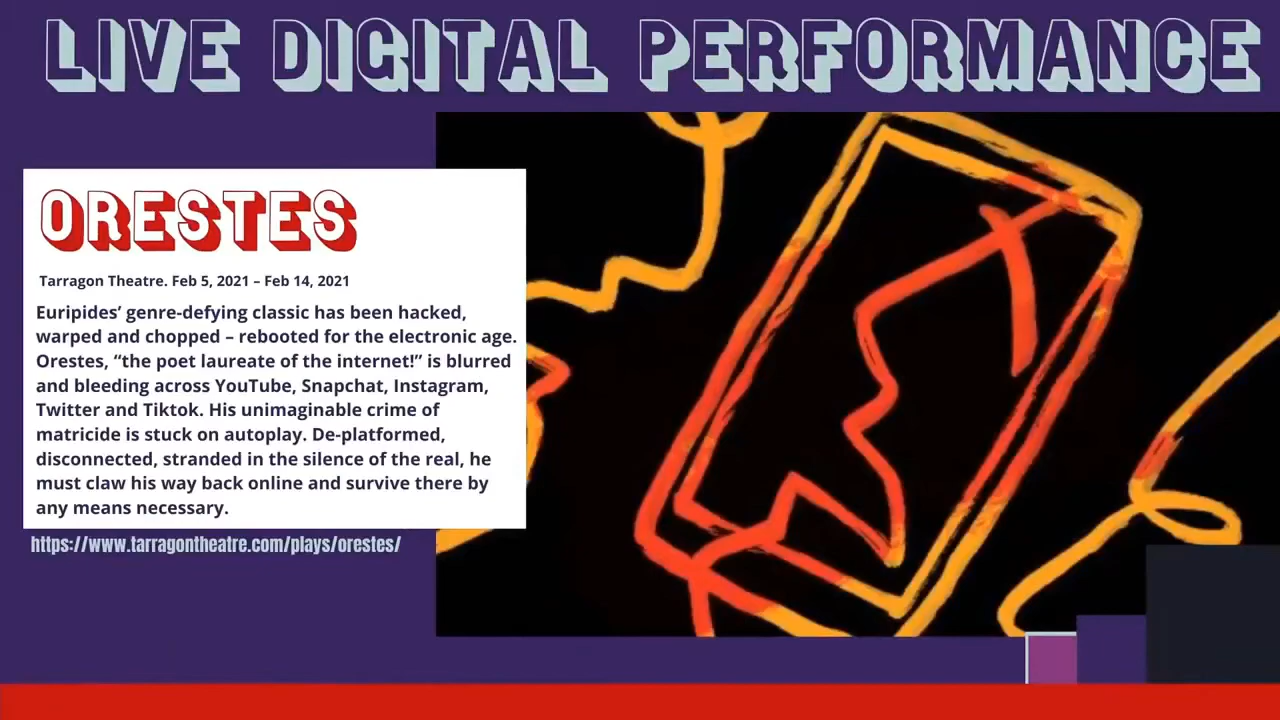 LIVE DIGITAL PERFORMANCE
ORESTES
Tarragon Theatre. Feb 5, 2021 – Feb 14, 2021
Euripides’ genre-defying classic has been hacked,
warped and chopped – rebooted for the electronic age.
Orestes, “the poet laureate of the internet!” is blurred
and bleeding across YouTube, Snapchat, Instagram,
Twitter and Tiktok. His unimaginable crime of
matricide is stuck on autoplay. De-platformed,
disconnected, stranded in the silence of the real, he
must claw his way back online and survive there by
any means necessary.
https://www.tarragontheatre.com/plays/orestes/